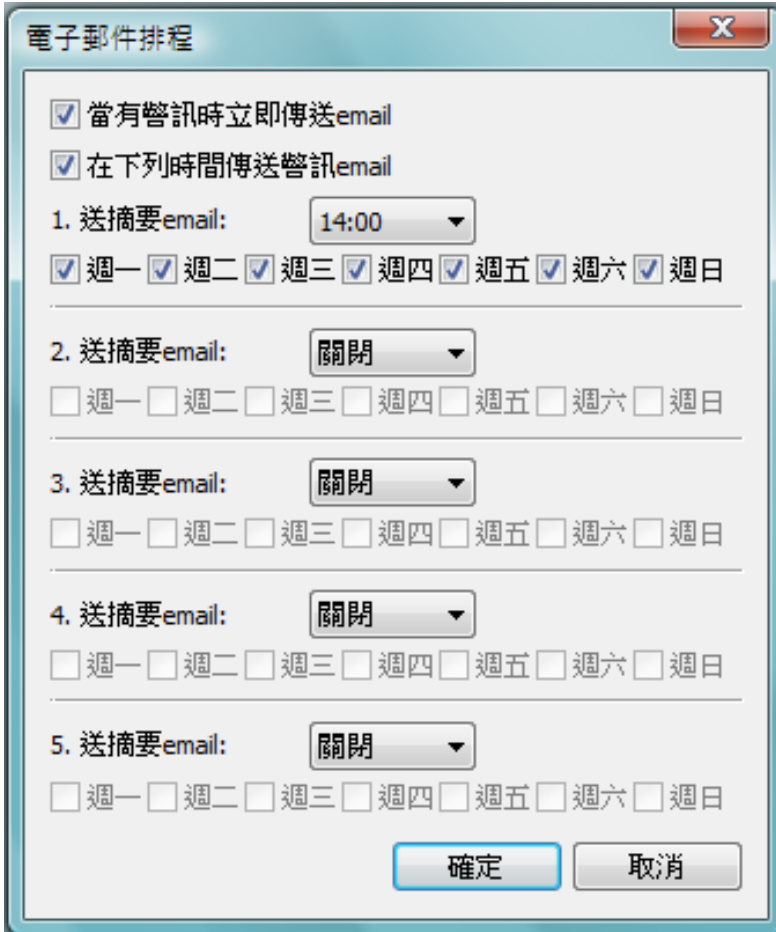 電子郵件排程
當有警訊時立即傳送email
在下列時間傳送警訊email
1. 送摘要email: 14:00
週一 週二 週三 週四 週五 週六 週日
2. 送摘要email: 關閉
週一 週二 週三 週四 週五 週六 週日
3. 送摘要email: 關閉
週一 週二 週三 週四 週五 週六 週日
4. 送摘要email: 關閉
週一 週二 週三 週四 週五 週六 週日
5. 送摘要email: 關閉
週一 週二 週三 週四 週五 週六 週日
確定 取消